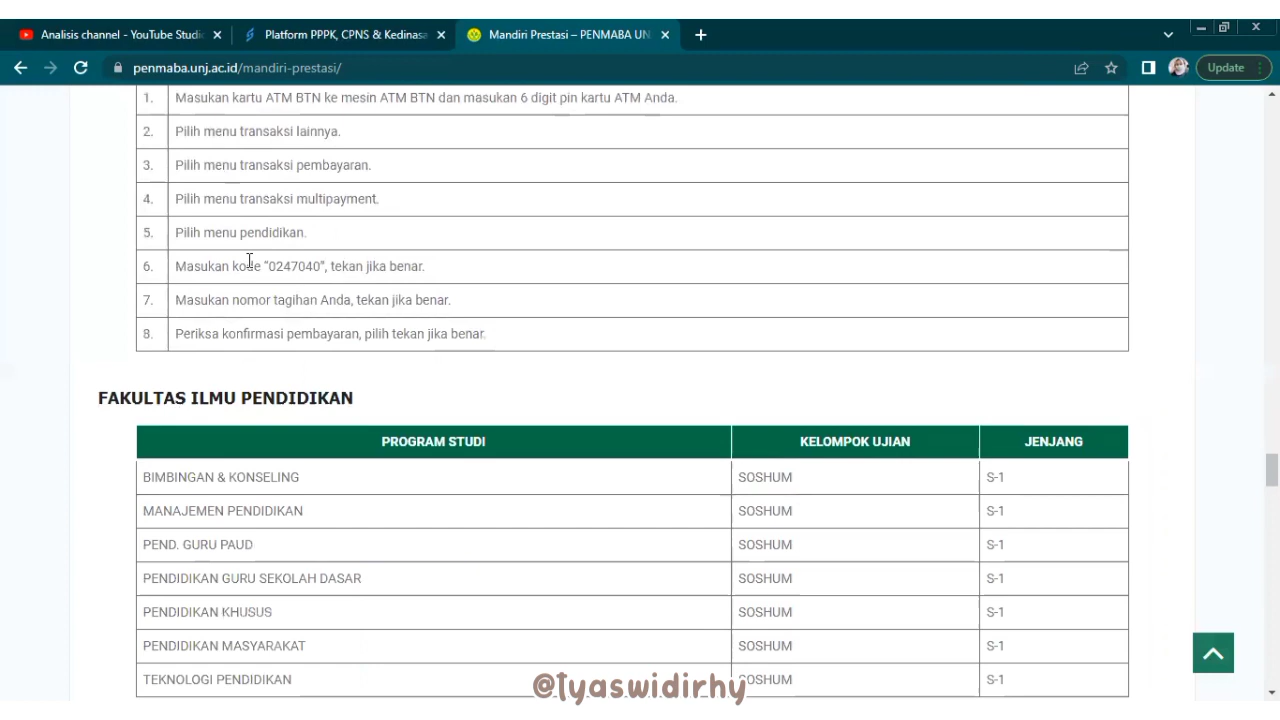 Analisis channel - YouTube Studio
Platform PPPK, CPNS & Kedinasa
Mandiri Prestasi – PENMABA UN
penmaba.unj.ac.id/mandiri-prestasi/
Update
1. Masukan kartu ATM BTN ke mesin ATM BTN dan masukan 6 digit pin kartu ATM Anda.
2. Pilih menu transaksi lainnya.
3. Pilih menu transaksi pembayaran.
4. Pilih menu transaksi multipayment.
5. Pilih menu pendidikan.
6. Masukan kode “0247040”, tekan jika benar.
7. Masukan nomor tagihan Anda, tekan jika benar.
8. Periksa konfirmasi pembayaran, pilih tekan jika benar.
FAKULTAS ILMU PENDIDIKAN
PROGRAM STUDI KELOMPOK UJIAN JENJANG
BIMBINGAN & KONSELING SOSHUM S-1
MANAJEMEN PENDIDIKAN SOSHUM S-1
PEND. GURU PAUD SOSHUM S-1
PENDIDIKAN GURU SEKOLAH DASAR SOSHUM S-1
PENDIDIKAN KHUSUS SOSHUM S-1
PENDIDIKAN MASYARAKAT SOSHUM S-1
TEKNOLOGI PENDIDIKAN SOSHUM S-1
@tyaswidirhy